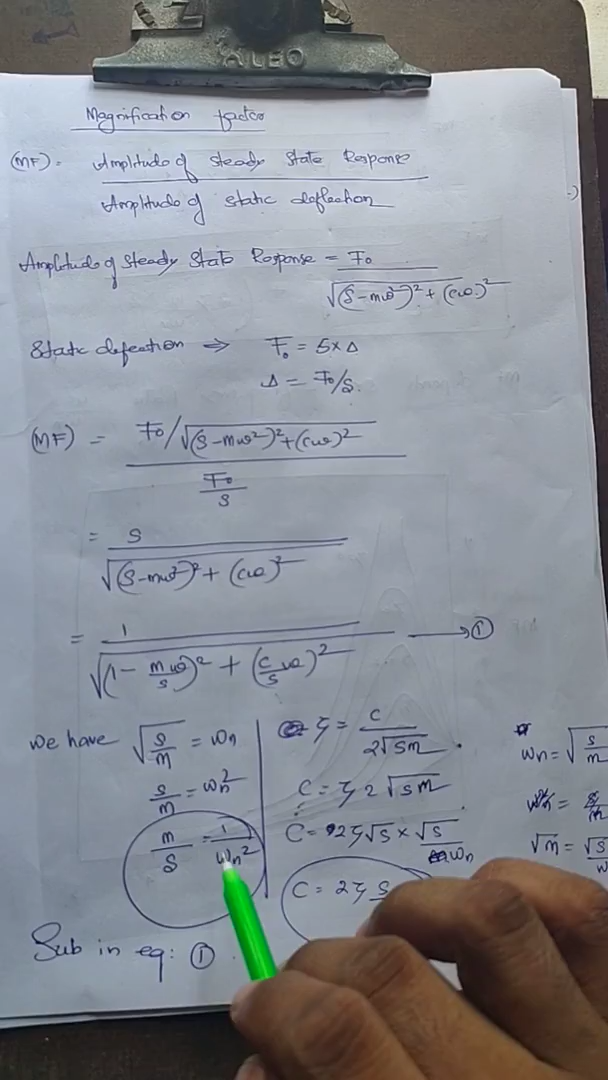 LEO
Magnification factor
(MF) = Amplitude of Steady State Response
Amplitude of static deflection
Amplitude of Steady State Response = F₀
√(S-mω²)²+(cω)²
Static defection ⇒ F₀ = S×Δ
Δ = F₀/S.
(MF) = F₀/√(S-mω²)²+(cω)²
F₀
S
= S
√(S-mω²)²+(cω)²
= 1 → ①
√(1-m/s ω²)²+(c/s ω)²
we have √S/m = ωn
S/m = ωn²
m/S = 1/ωn²
ζ = C/2√Sm
C = ζ 2 √Sm
C = 2ζ√S × √S/ωn
C = 2ζ S
ωn = √S/m
√m = √S
Sub in eq: ①.